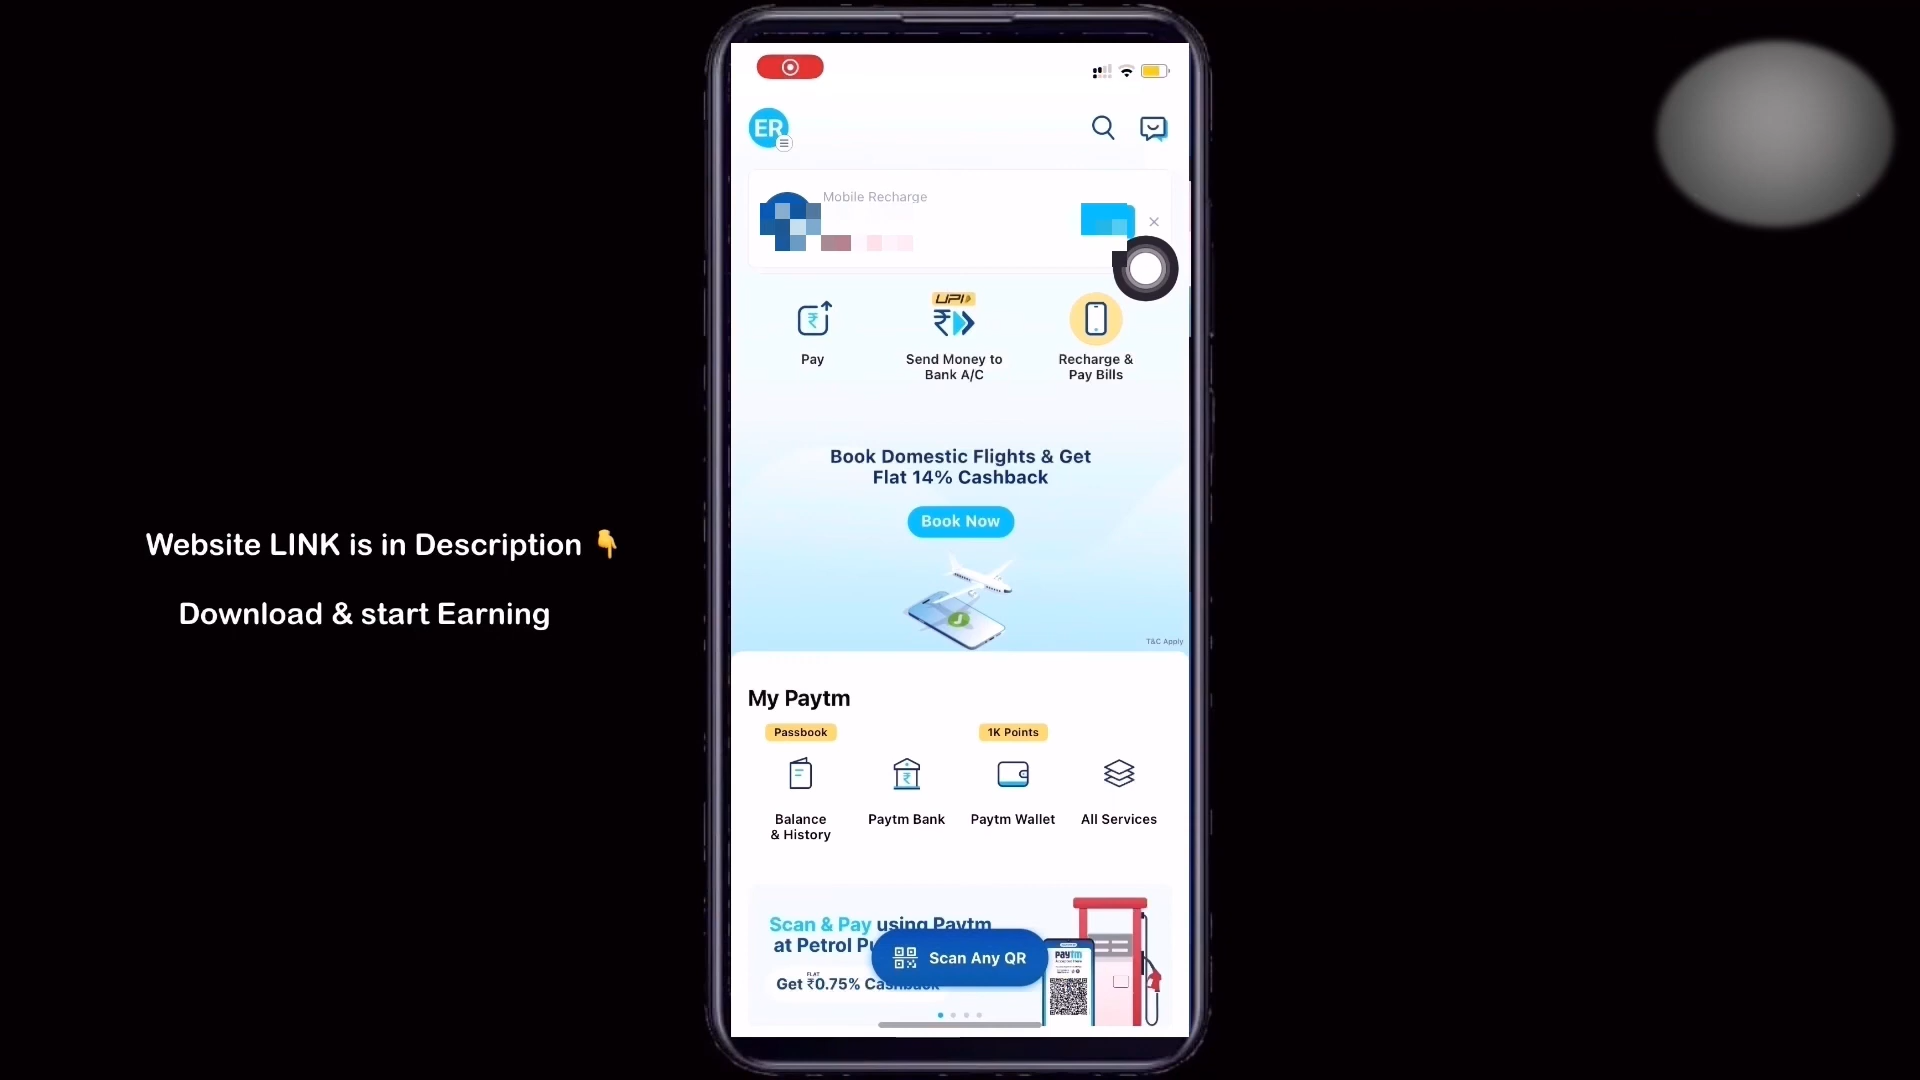 ER
Mobile Recharge
UPI
Pay
Send Money to
Bank A/C
Recharge &
Pay Bills
Book Domestic Flights & Get
Flat 14% Cashback
Book Now
T&C Apply
Website LINK is in Description 👇
Download & start Earning
My Paytm
Passbook
1K Points
Balance
& History
Paytm Bank
Paytm Wallet
All Services
Scan & Pay using Paytm
at Petrol Pu
Scan Any QR
FLAT
Get ₹0.75% Cashback
paytm